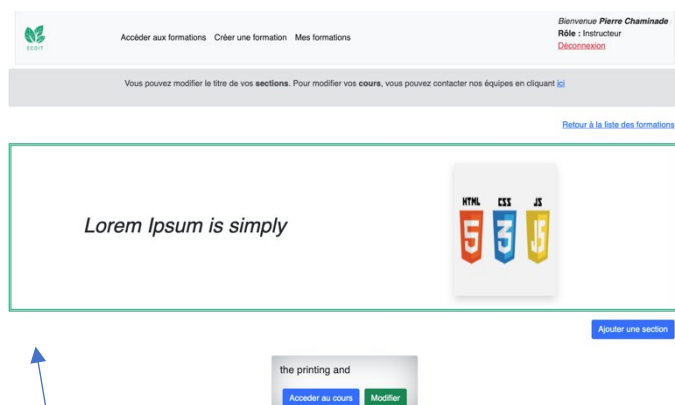 Bienvenue Pierre Chaminade
Accéder aux formations Créer une formation Mes formations
Rôle : Instructeur
EEDIT
Déconnexion
Vous pouvez modifier le titre de vos sections. Pour modifier vos cours, vous pouvez contacter nos équipes en cliquant ici
Retour à la liste des formations
HTML CSS JS
5 3 JS
Lorem Ipsum is simply
Ajouter une section
the printing and
Acceder au cours Modifier